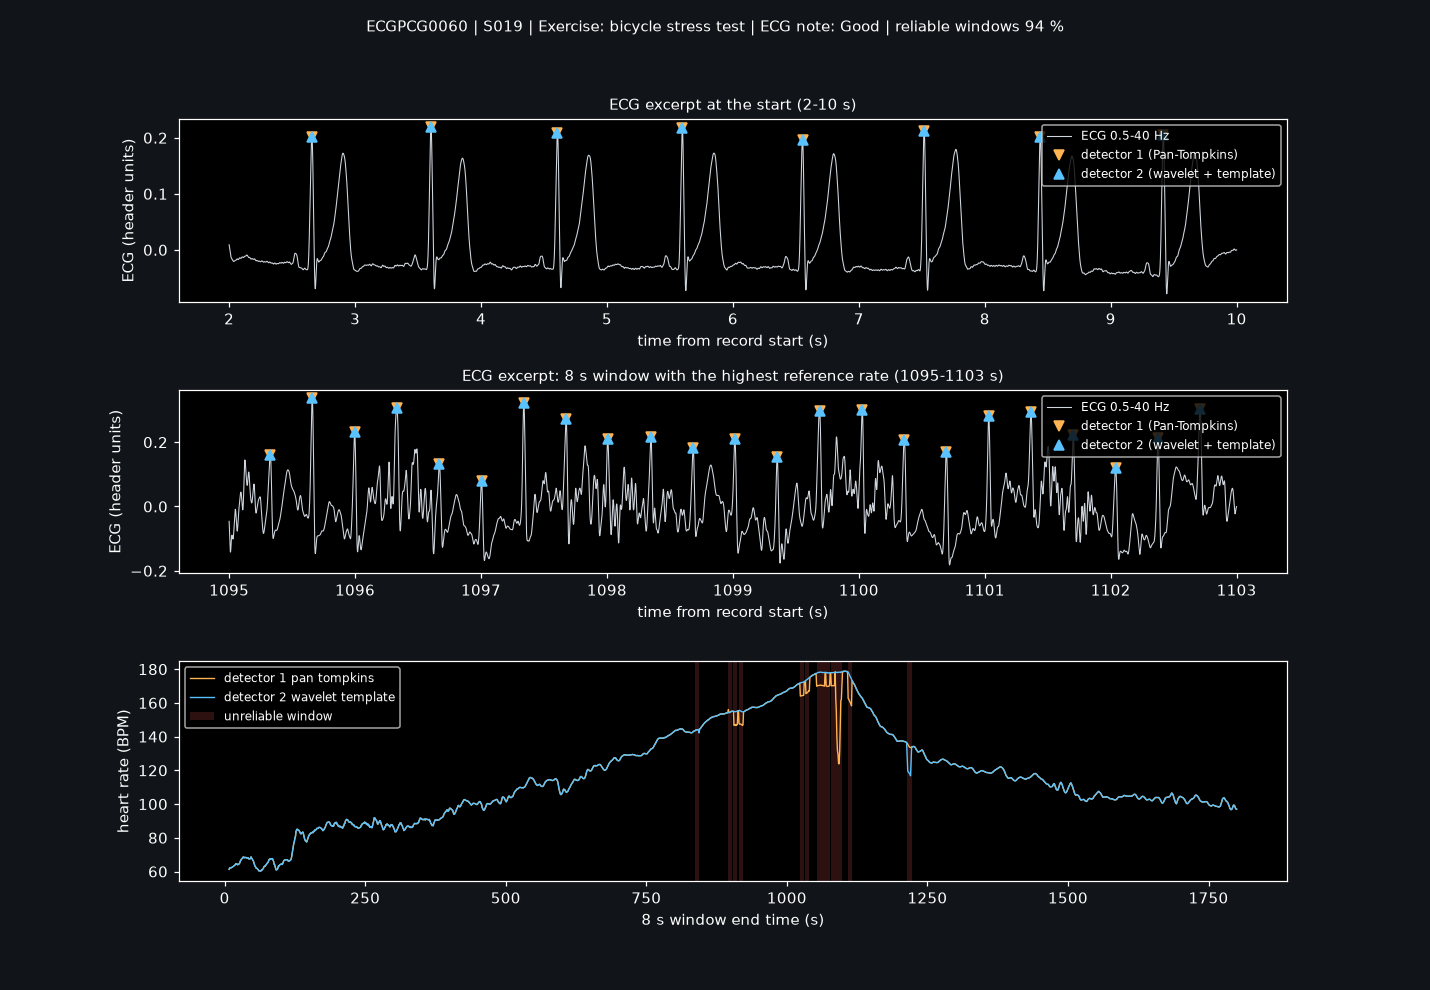 ECGPCG0060 | S019 | Exercise: bicycle stress test | ECG note: Good | reliable windows 94 %
ECG excerpt at the start (2-10 s)
ECG (header units)
0.2
0.1
0.0
ECG 0.5-40 Hz
detector 1 (Pan-Tompkins)
detector 2 (wavelet + template)
2 3 4 5 6 7 8 9 10
time from record start (s)
ECG excerpt: 8 s window with the highest reference rate (1095-1103 s)
ECG (header units)
0.2
0.0
−0.2
ECG 0.5-40 Hz
detector 1 (Pan-Tompkins)
detector 2 (wavelet + template)
1095 1096 1097 1098 1099 1100 1101 1102 1103
time from record start (s)
heart rate (BPM)
180
160
140
120
100
80
60
detector 1 pan tompkins
detector 2 wavelet template
unreliable window
0 250 500 750 1000 1250 1500 1750
8 s window end time (s)